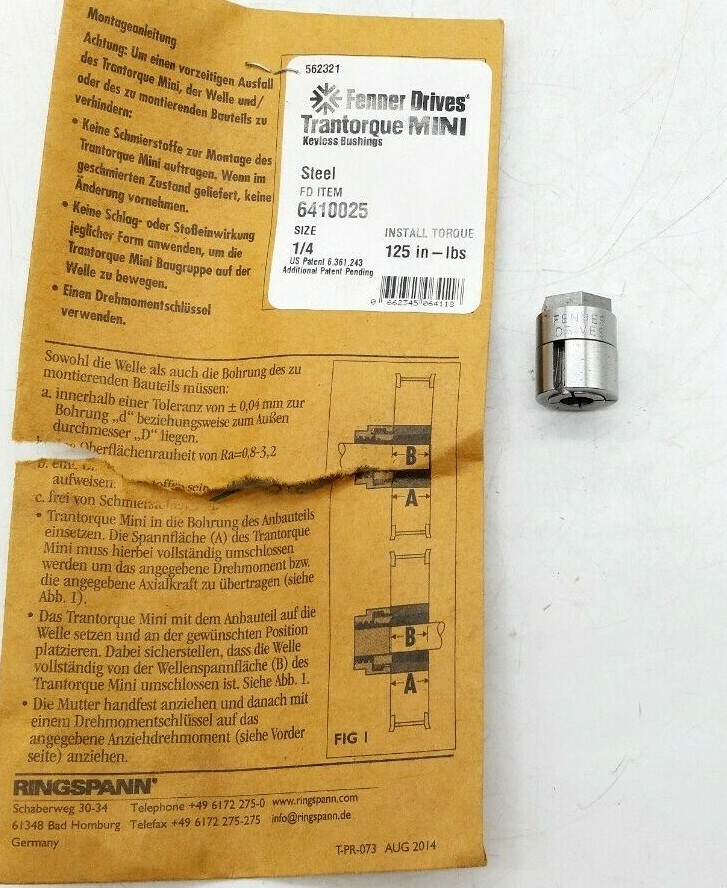 Montageanleitung
Achtung: Um einen vorzeitigen Ausfall
des Trantorque Mini, der Welle und/
oder des zu montierenden Bauteils zu
verhindern:
• Keine Schmierstoffe zur Montage des
Trantorque Mini auftragen. Wenn im
geschmierten Zustand geliefert, keine
Änderung vornehmen.
• Keine Schlag- oder Stoßeinwirkung
jeglicher Form anwenden, um die
Trantorque Mini Baugruppe auf der
Welle zu bewegen.
• Einen Drehmomentschlüssel
verwenden.
562321
Fenner Drives®
Trantorque MINI
Keyless Bushings
Steel
FD ITEM
6410025
SIZE
INSTALL TORQUE
1/4
125 in-lbs
US Patent 6,361,243
Additional Patent Pending
0 662345 064118
FENNER
DRIVES
Sowohl die Welle als auch die Bohrung des zu
montierenden Bauteils müssen:
a. innerhalb einer Toleranz von ± 0,04 mm zur
Bohrung „d" beziehungsweise zum Außen
durchmesser „D" liegen.
Oberflächenrauheit von Ra=0,8-3,2
b.
aufweisen.
c. frei von
• Trantorque Mini in die Bohrung des Anbauteils
einsetzen. Die Spannfläche (A) des Trantorque
Mini muss hierbei vollständig umschlossen
werden um das angegebene Drehmoment bzw.
die angegebene Axialkraft zu übertragen (siehe
Abb. 1).
• Das Trantorque Mini mit dem Anbauteil auf die
Welle setzen und an der gewünschten Position
platzieren. Dabei sicherstellen, dass die Welle
vollständig von der Wellenspannfläche (B) des
Trantorque Mini umschlossen ist. Siehe Abb. 1.
• Die Mutter handfest anziehen und danach mit
einem Drehmomentschlüssel auf das
angegebene Anziehdrehmoment (siehe Vorder
seite) anziehen.
B
A
B
A
FIG 1
RINGSPANN®
Schaberweg 30-34 Telephone +49 6172 275-0 www.ringspann.com
61348 Bad Homburg Telefax +49 6172 275-275 info@ringspann.de
Germany
T-PR-073 AUG 2014